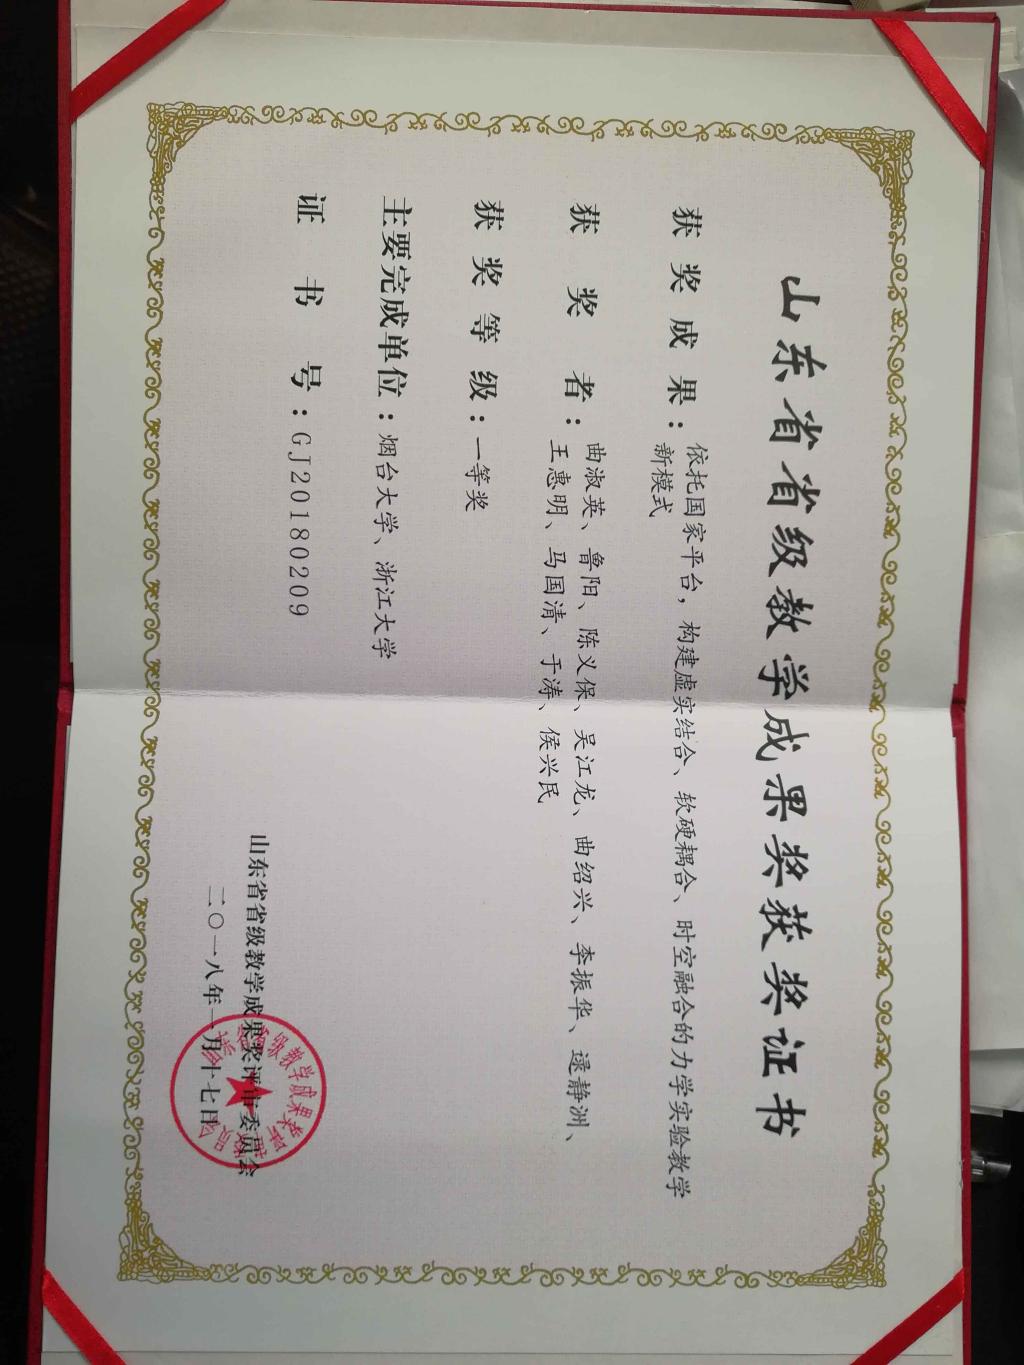 山东省省级教学成果奖获奖证书
获奖成果：依托国家平台，构建虚实结合、软硬耦合、时空融合的力学实验教学
新模式
获奖者：曲淑英、鲁阳、陈义保、吴江龙、曲绍兴、李振华、逯静洲、
王惠明、马国清、于涛、侯兴民
获奖等级：一等奖
主要完成单位：烟台大学、浙江大学
证书号：GJ20180209
山东省省级教学成果奖评审委员会
二〇一八年一月十七日